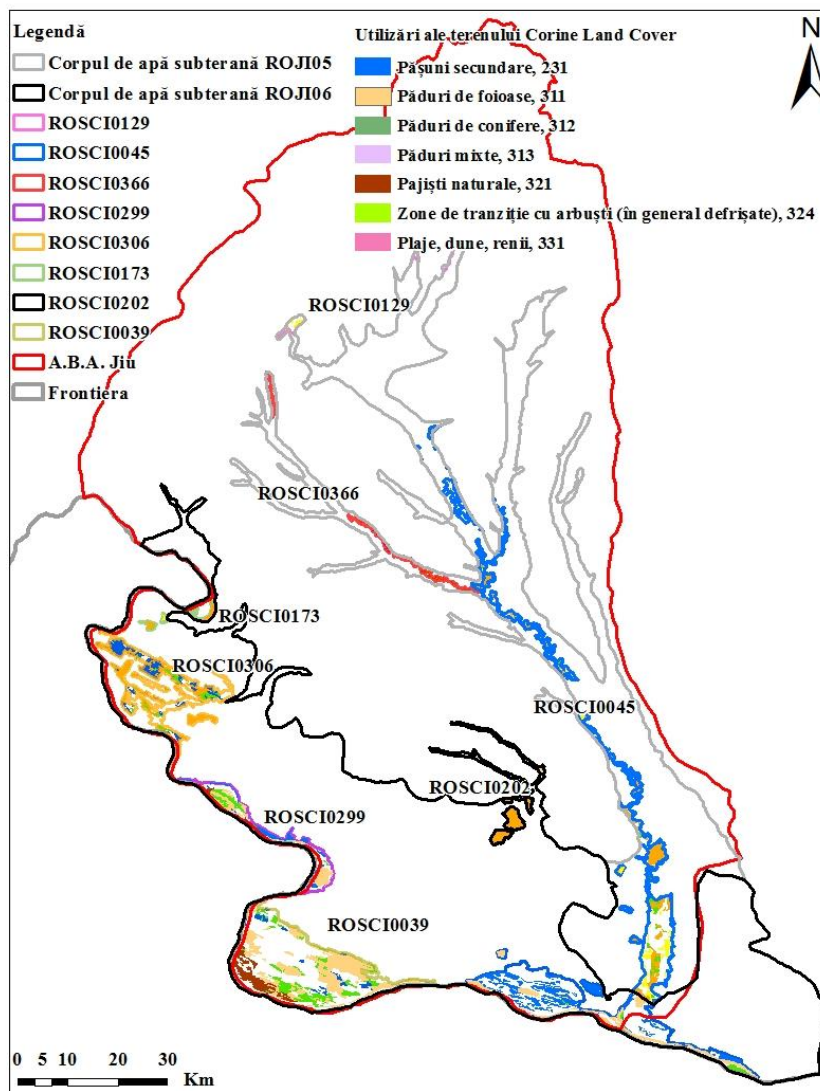 Legendă
Corpul de apă subterană ROJI05
Corpul de apă subterană ROJI06
ROSCI0129
ROSCI0045
ROSCI0366
ROSCI0299
ROSCI0306
ROSCI0173
ROSCI0202
ROSCI0039
A.B.A. Jiu
Frontiera
Utilizări ale terenului Corine Land Cover
Pășuni secundare, 231
Păduri de foioase, 311
Păduri de conifere, 312
Păduri mixte, 313
Pajiști naturale, 321
Zone de tranziție cu arbuști (în general defrișate), 324
Plaje, dune, renii, 331
N
ROSCI0129
ROSCI0366
ROSCI0173
ROSCI0306
ROSCI0045
ROSCI0202
ROSCI0299
ROSCI0039
0 5 10 20 30
Km